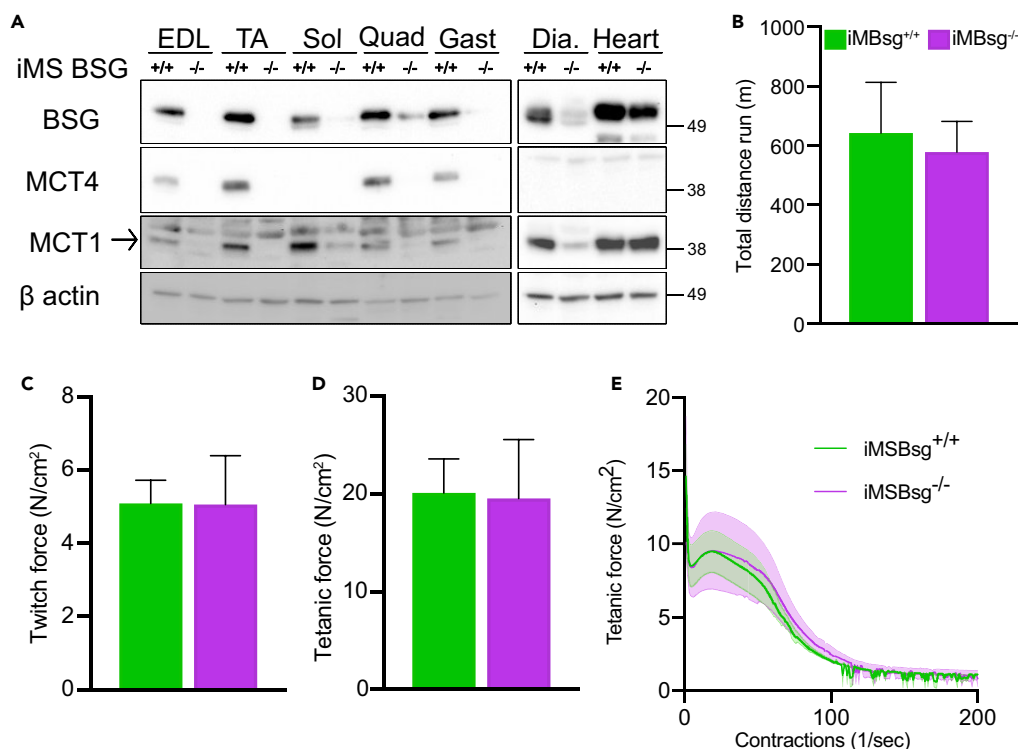 A
EDL TA Sol Quad Gast Dia. Heart
iMS BSG +/+ -/- +/+ -/- +/+ -/- +/+ -/- +/+ -/- +/+ -/- +/+ -/-
BSG
49
MCT4
38
MCT1
38
β actin
49
B
iMBsg+/+ iMBsg-/-
Total distance run (m)
1000
800
600
400
200
0
C
Twitch force (N/cm²)
8
6
4
2
0
D
Tetanic force (N/cm²)
30
20
10
0
E
Tetanic force (N/cm²)
20
15
10
5
0
iMSBsg+/+
iMSBsg-/-
0 100 200
Contractions (1/sec)